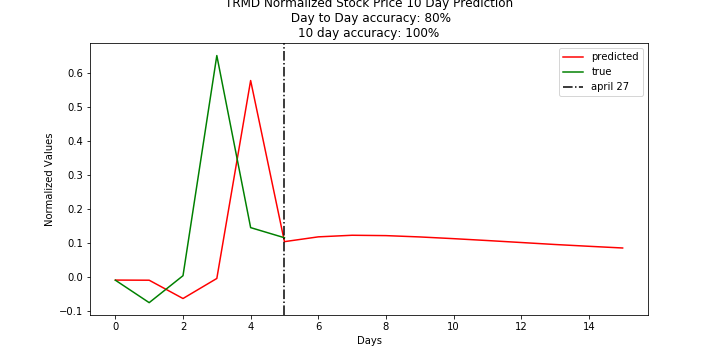 TRMD Normalized Stock Price 10 Day Prediction
Day to Day accuracy: 80%
10 day accuracy: 100%
predicted
true
april 27
0.6
0.5
0.4
0.3
0.2
0.1
0.0
−0.1
Normalized Values
0 2 4 6 8 10 12 14
Days